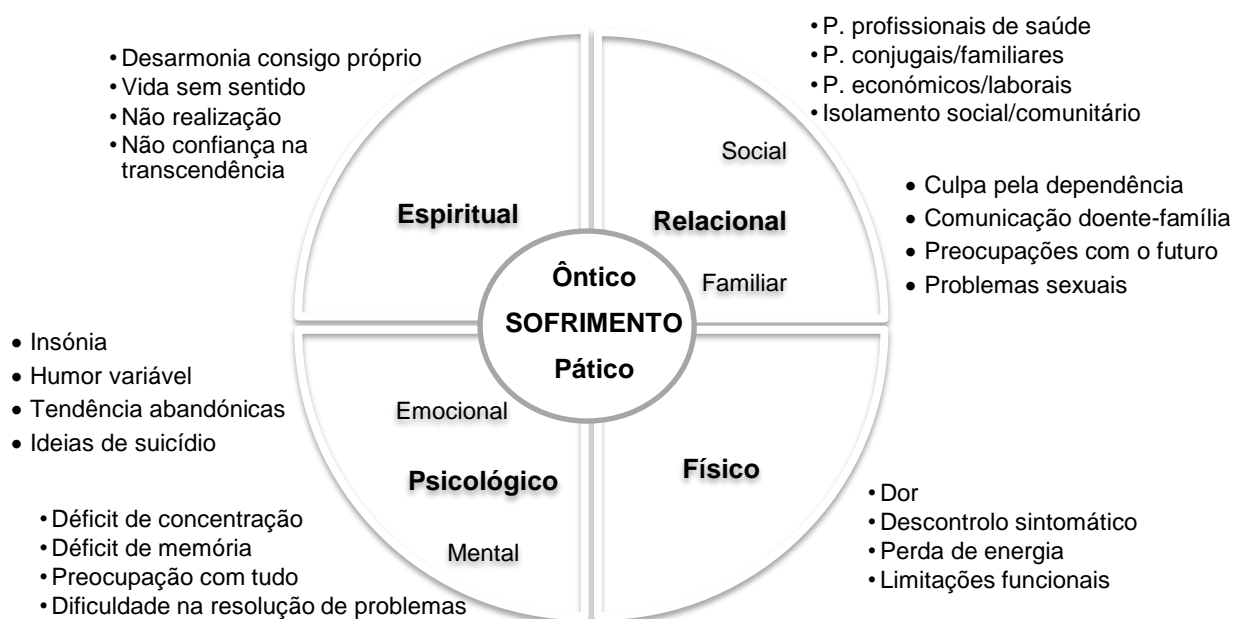 • Desarmonia consigo próprio
• Vida sem sentido
• Não realização
• Não confiança na
transcendência
• P. profissionais de saúde
• P. conjugais/familiares
• P. económicos/laborais
• Isolamento social/comunitário
Social
Espiritual
Relacional
Familiar
• Culpa pela dependência
• Comunicação doente-família
• Preocupações com o futuro
• Problemas sexuais
Ôntico
SOFRIMENTO
Pático
• Insónia
• Humor variável
• Tendência abandónicas
• Ideias de suicídio
Emocional
Psicológico
Mental
Físico
• Déficit de concentração
• Déficit de memória
• Preocupação com tudo
• Dificuldade na resolução de problemas
• Dor
• Descontrolo sintomático
• Perda de energia
• Limitações funcionais